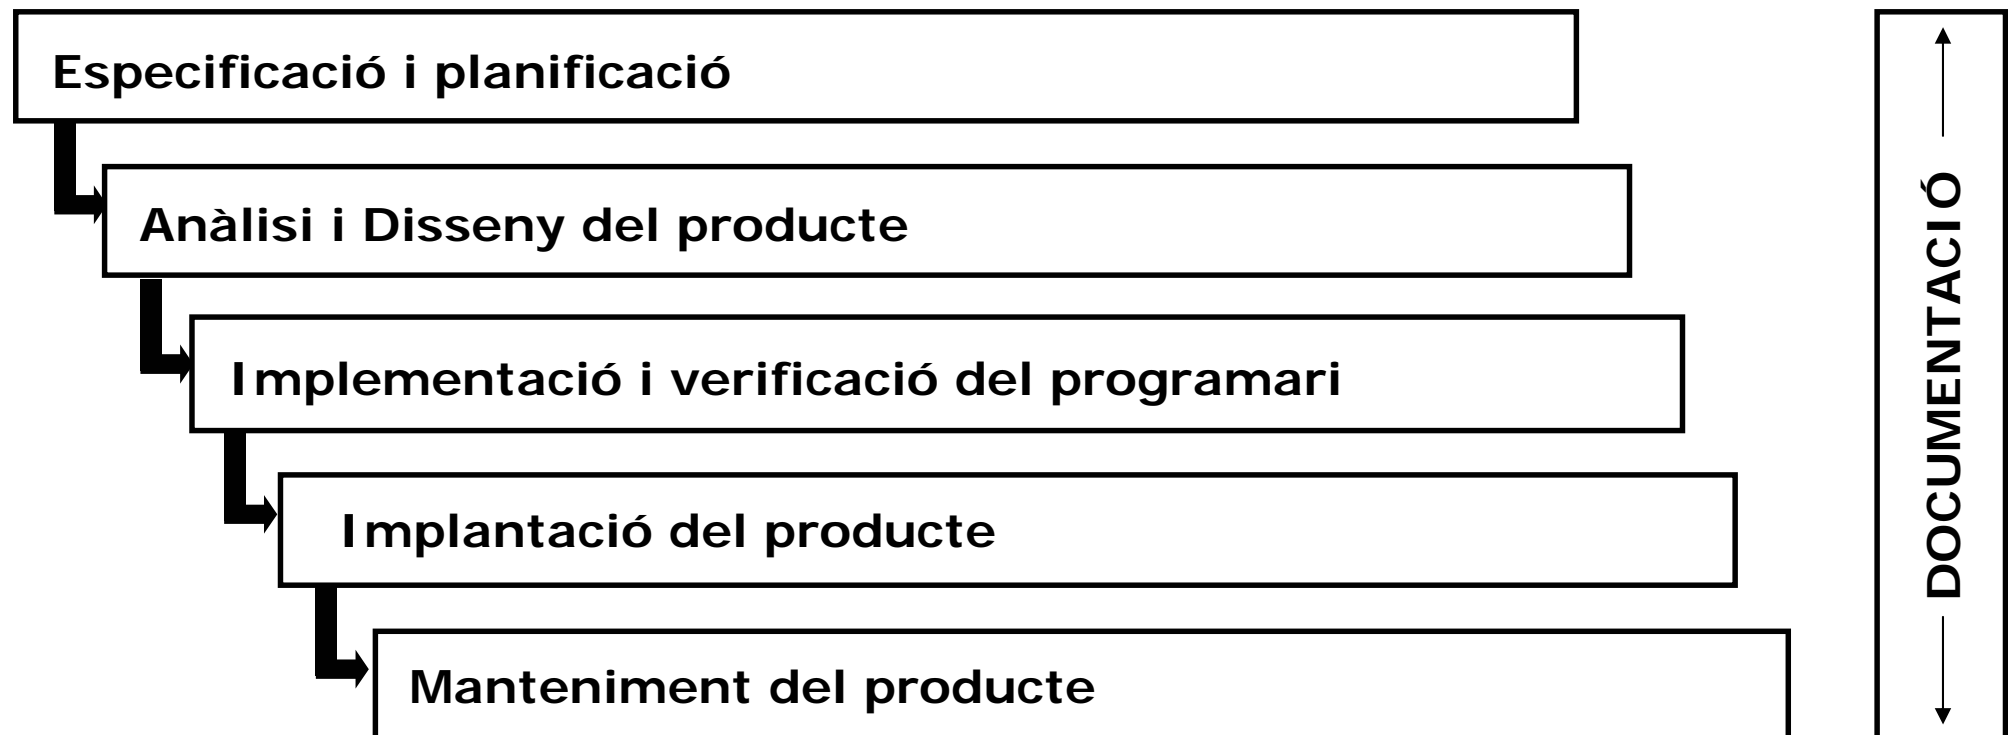 Especificació i planificació
Anàlisi i Disseny del producte
Implementació i verificació del programari
Implantació del producte
Manteniment del producte
DOCUMENTACIÓ